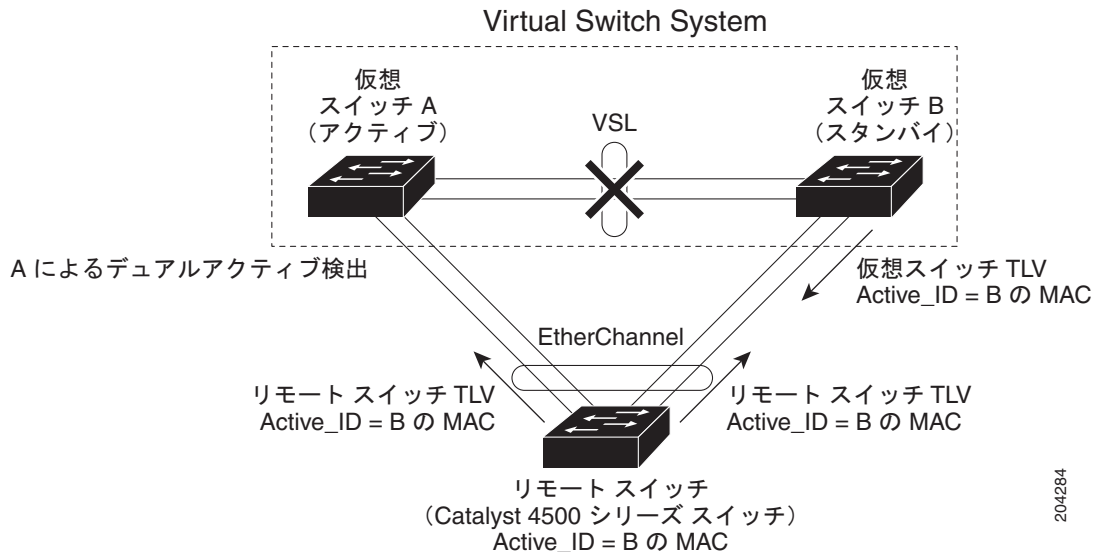 Virtual Switch System
仮想
スイッチ A
（アクティブ）
VSL
仮想
スイッチ B
（スタンバイ）
A によるデュアルアクティブ検出
仮想スイッチ TLV
Active_ID = B の MAC
EtherChannel
リモート スイッチ TLV
Active_ID = B の MAC
リモート スイッチ TLV
Active_ID = B の MAC
リモート スイッチ
（Catalyst 4500 シリーズ スイッチ）
Active_ID = B の MAC
204284